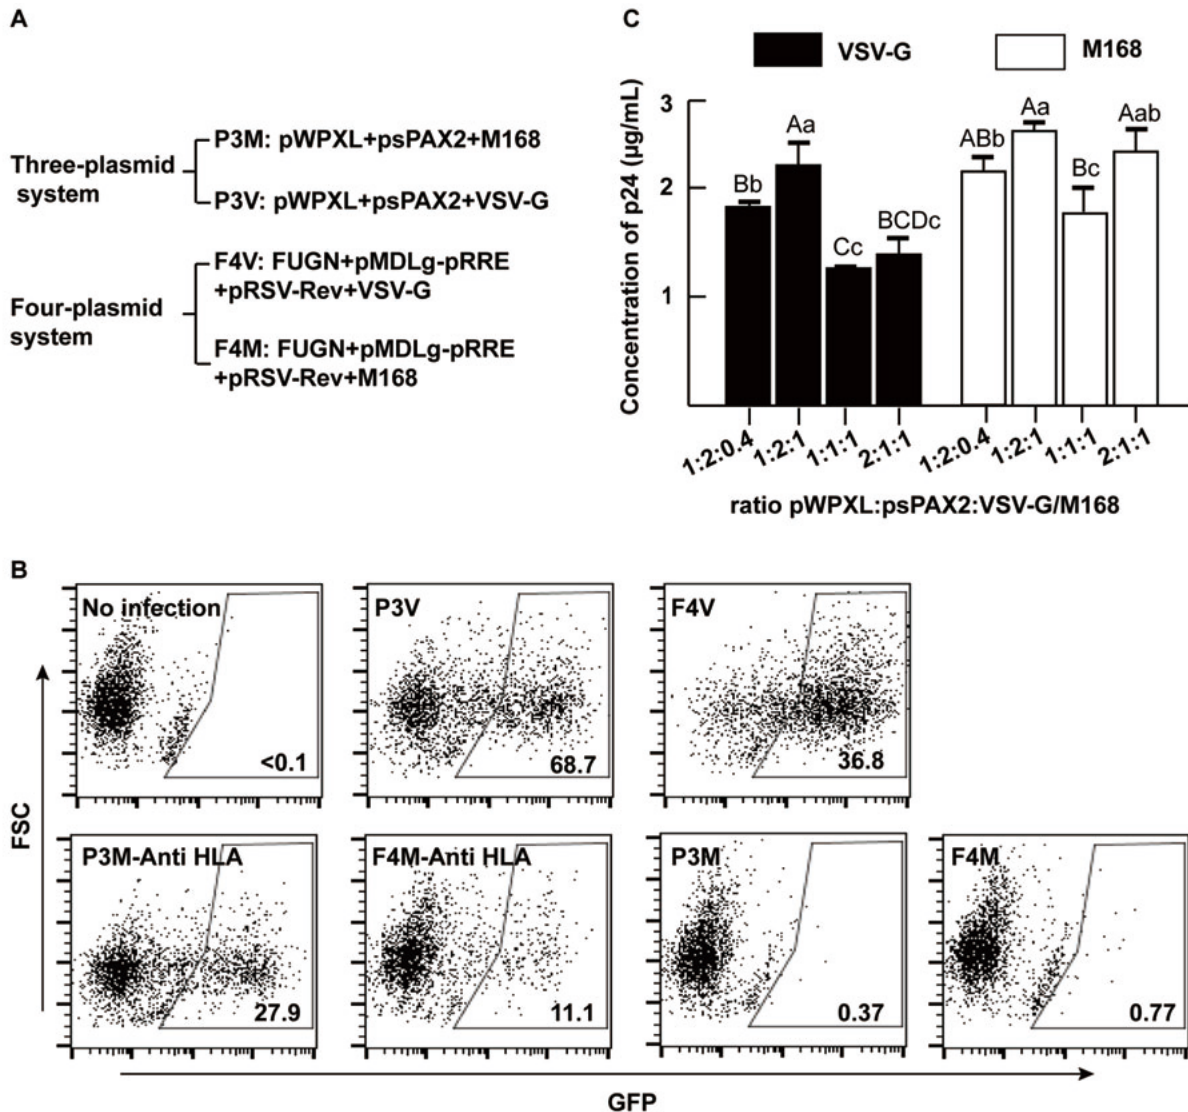 A
Three-plasmid
system
P3M: pWPXL+psPAX2+M168
P3V: pWPXL+psPAX2+VSV-G
Four-plasmid
system
F4V: FUGN+pMDLg-pRRE
+pRSV-Rev+VSV-G
F4M: FUGN+pMDLg-pRRE
+pRSV-Rev+M168
C
VSV-G
M168
Concentration of p24 (μg/mL)
3
2
1
Bb
Aa
Cc
BCDc
ABb
Aa
Bc
Aab
1:2:0.4
1:2:1
1:1:1
2:1:1
1:2:0.4
1:2:1
1:1:1
2:1:1
ratio pWPXL:psPAX2:VSV-G/M168
B
No infection
<0.1
P3V
68.7
F4V
36.8
P3M-Anti HLA
27.9
F4M-Anti HLA
11.1
P3M
0.37
F4M
0.77
FSC
GFP